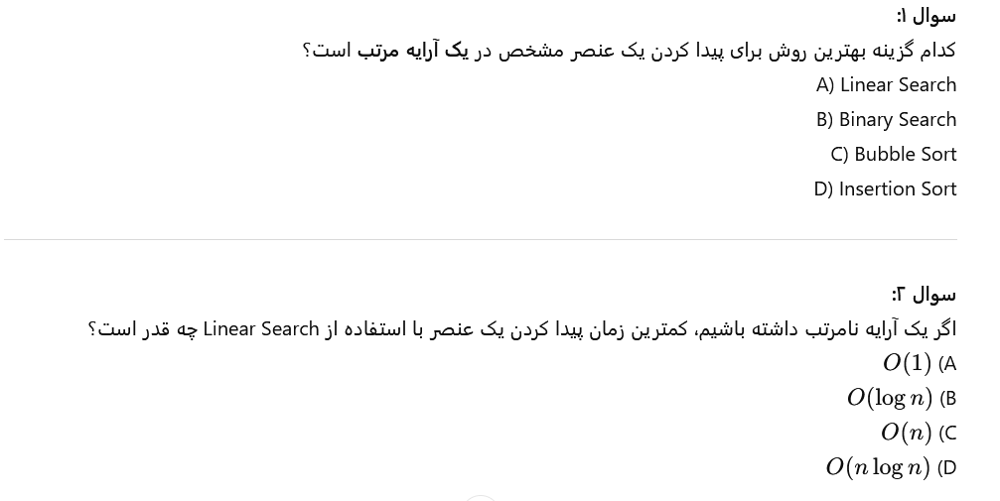 سوال ۱:
کدام گزینه بهترین روش برای پیدا کردن یک عنصر مشخص در یک آرایه مرتب است؟
A) Linear Search
B) Binary Search
C) Bubble Sort
D) Insertion Sort
سوال ۲:
اگر یک آرایه نامرتب داشته باشیم، کمترین زمان پیدا کردن یک عنصر با استفاده از Linear Search چه قدر است؟
A) O(1)
B) O(log n)
C) O(n)
D) O(n log n)